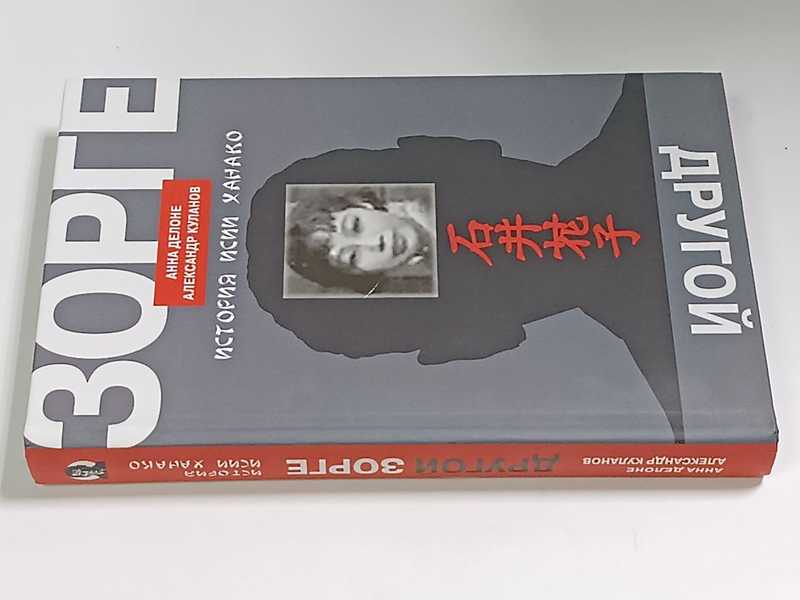 ЗОРГЕ
АННА ДЕЛОНЕ
АЛЕКСАНДР КУЛАНОВ
ИСТОРИЯ ИСИИ ХАНАКО
石井花子
ДРУГОЙ
АННА ДЕЛОНЕ
АЛЕКСАНДР КУЛАНОВ
ДРУГОЙ ЗОРГЕ
ИСТОРИЯ
ИСИИ ХАНАКО